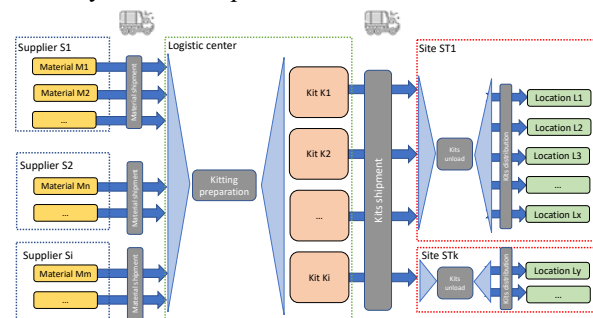 Supplier S1
Material M1
Material M2
...
Material shipment
Supplier S2
Material Mn
...
Material shipment
Supplier Si
Material Mm
...
Material shipment
Logistic center
Kitting
preparation
Kit K1
Kit K2
...
Kit Ki
Kits shipment
Site ST1
Kits
unload
Kits distribution
Location L1
Location L2
Location L3
...
Location Lx
Site STk
Kits
unload
Kits distribution
Location Ly
...